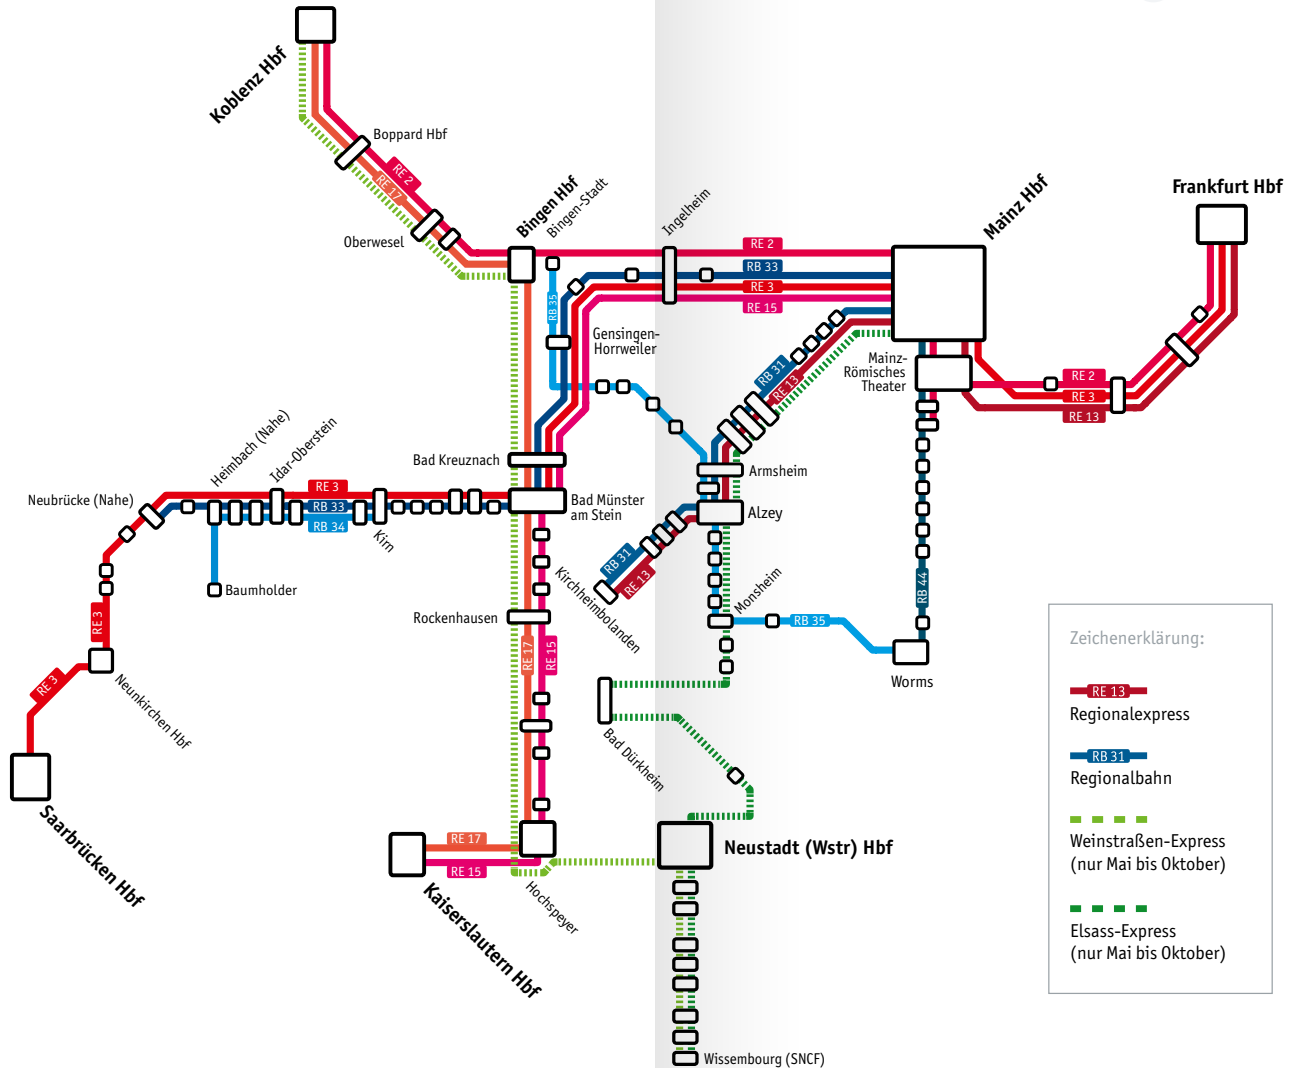 Koblenz Hbf
Boppard Hbf
RE 2
RE 17
Oberwesel
Bingen Hbf
Bingen-Stadt
Ingelheim
Mainz Hbf
Frankfurt Hbf
RE 2
RB 33
RE 3
RE 15
RB 35
Gensingen-
Horrweiler
Mainz-
Römisches
Theater
RB 31
RE 13
RE 2
RE 3
RE 13
Heimbach (Nahe)
Idar-Oberstein
Bad Kreuznach
Armsheim
Neubrücke (Nahe)
RE 3
RB 33
RB 34
Kirn
Bad Münster
am Stein
Alzey
Baumholder
RB 31
RE 13
Kirchheimbolanden
Monsheim
RB 35
RB 44
Worms
Rockenhausen
RE 17
RE 15
RE 3
RE 3
Neunkirchen Hbf
Saarbrücken Hbf
Bad Dürkheim
RE 17
RE 15
Kaiserslautern Hbf
Hochspeyer
Neustadt (Wstr) Hbf
Wissembourg (SNCF)
Zeichenerklärung:
RE 13
Regionalexpress
RB 31
Regionalbahn
Weinstraßen-Express
(nur Mai bis Oktober)
Elsass-Express
(nur Mai bis Oktober)